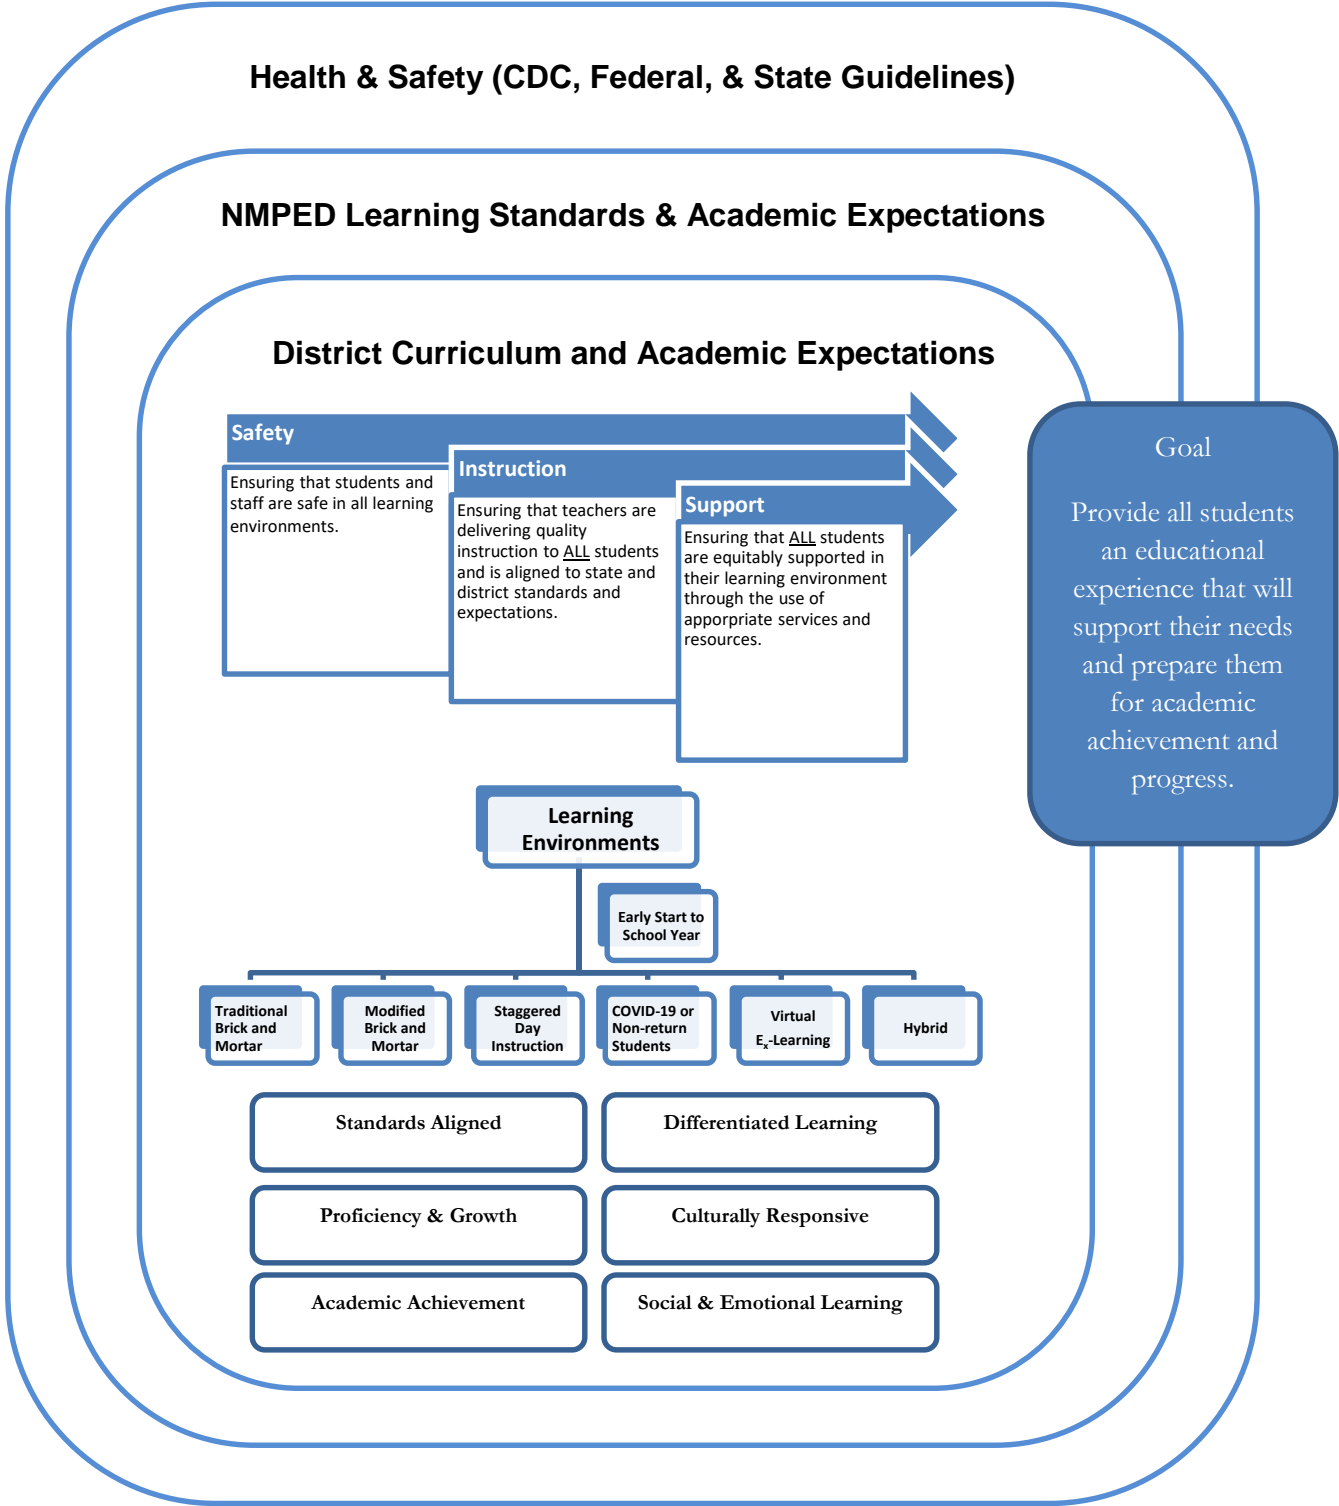 Health & Safety (CDC, Federal, & State Guidelines)
NMPED Learning Standards & Academic Expectations
District Curriculum and Academic Expectations
Safety
Ensuring that students and
staff are safe in all learning
environments.
Instruction
Ensuring that teachers are
delivering quality
instruction to ALL students
and is aligned to state and
district standards and
expectations.
Support
Ensuring that ALL students
are equitably supported in
their learning environment
through the use of
apporpriate services and
resources.
Goal
Provide all students
an educational
experience that will
support their needs
and prepare them
for academic
achievement and
progress.
Learning
Environments
Early Start to
School Year
Traditional
Brick and
Mortar
Modified
Brick and
Mortar
Staggered
Day
Instruction
COVID-19 or
Non-return
Students
Virtual
Ex-Learning
Hybrid
Standards Aligned
Differentiated Learning
Proficiency & Growth
Culturally Responsive
Academic Achievement
Social & Emotional Learning